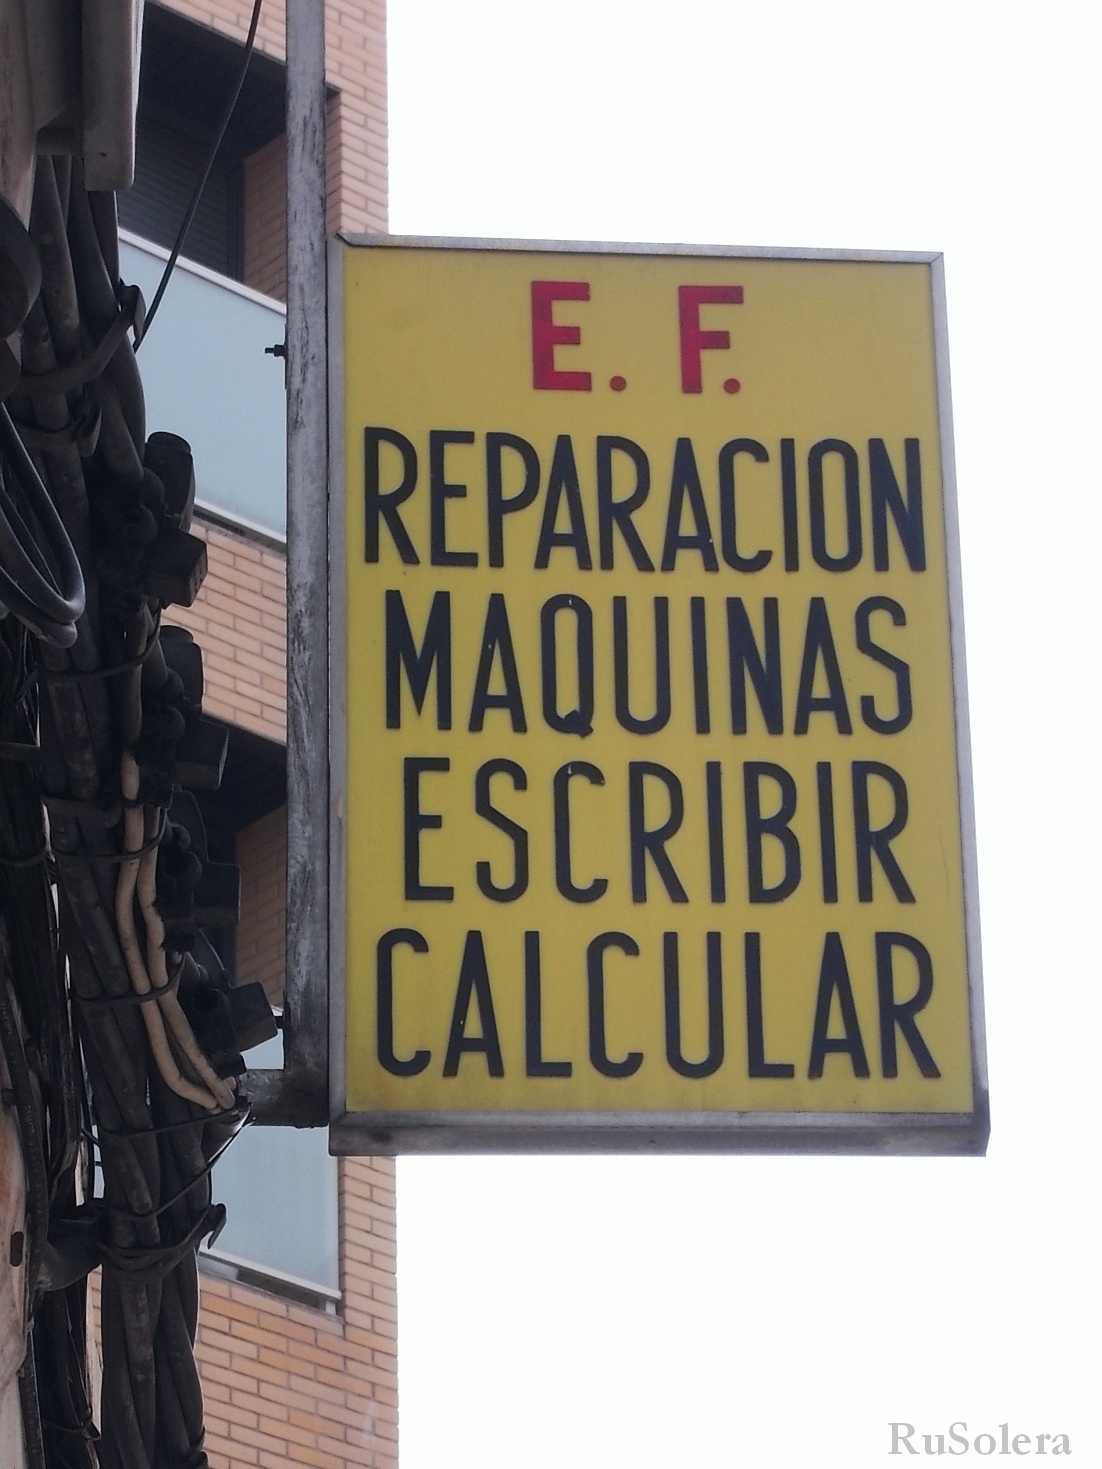 E. F.
REPARACION
MAQUINAS
ESCRIBIR
CALCULAR
RuSolera